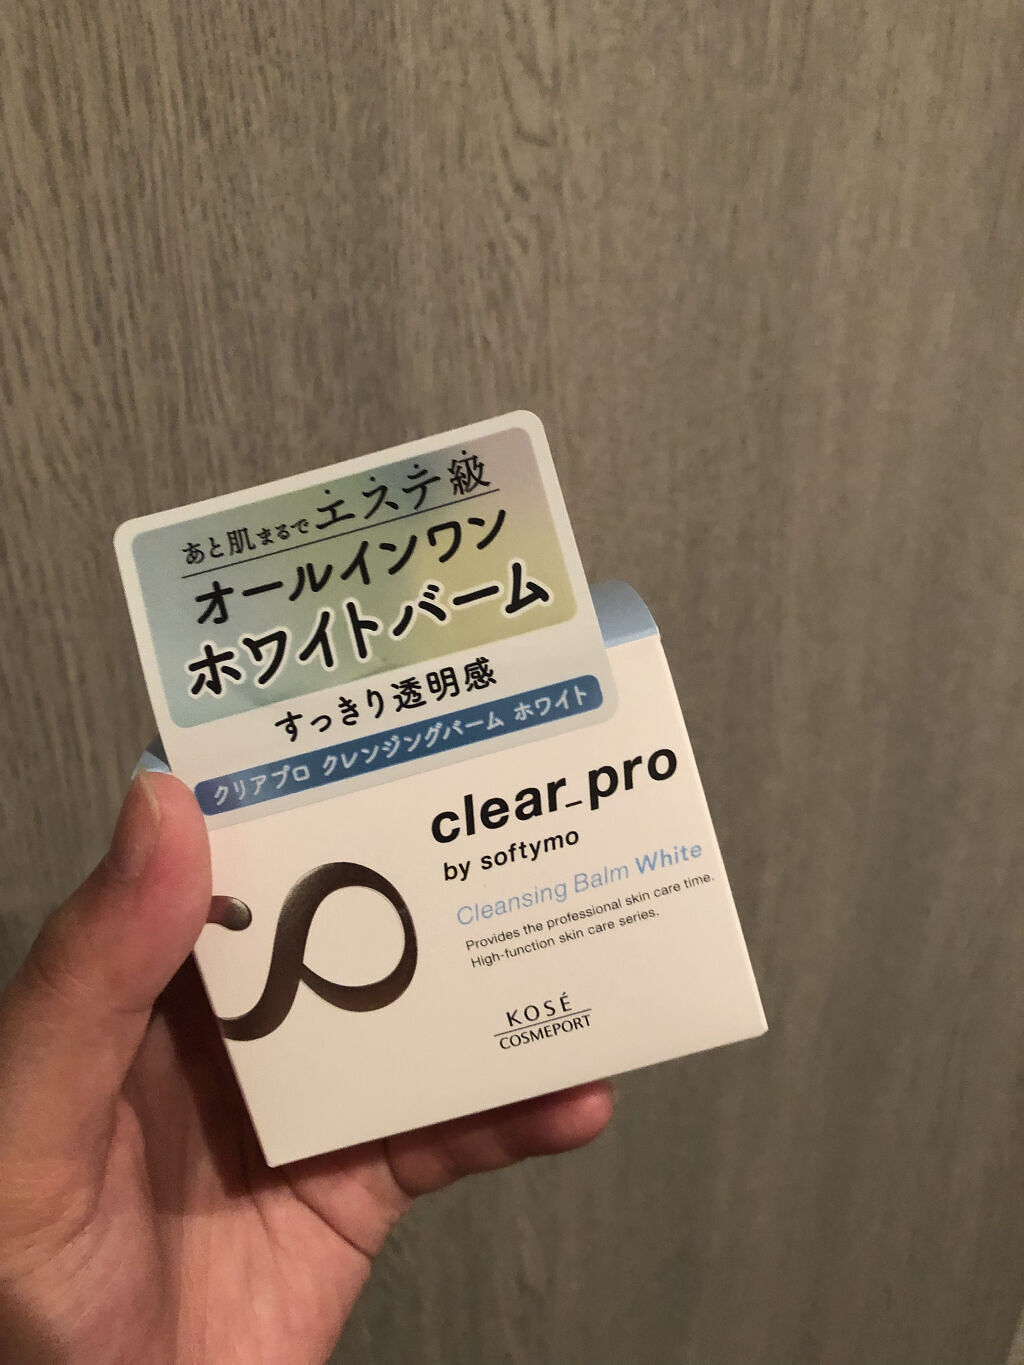 あと肌まるでエステ級
オールインワン
ホワイトバーム
すっきり透明感
クリアプロ クレンジングバーム ホワイト
clear_pro
by softymo
Cleansing Balm White
Provides the professional skin care time.
High-function skin care series.
KOSÉ
COSMEPORT